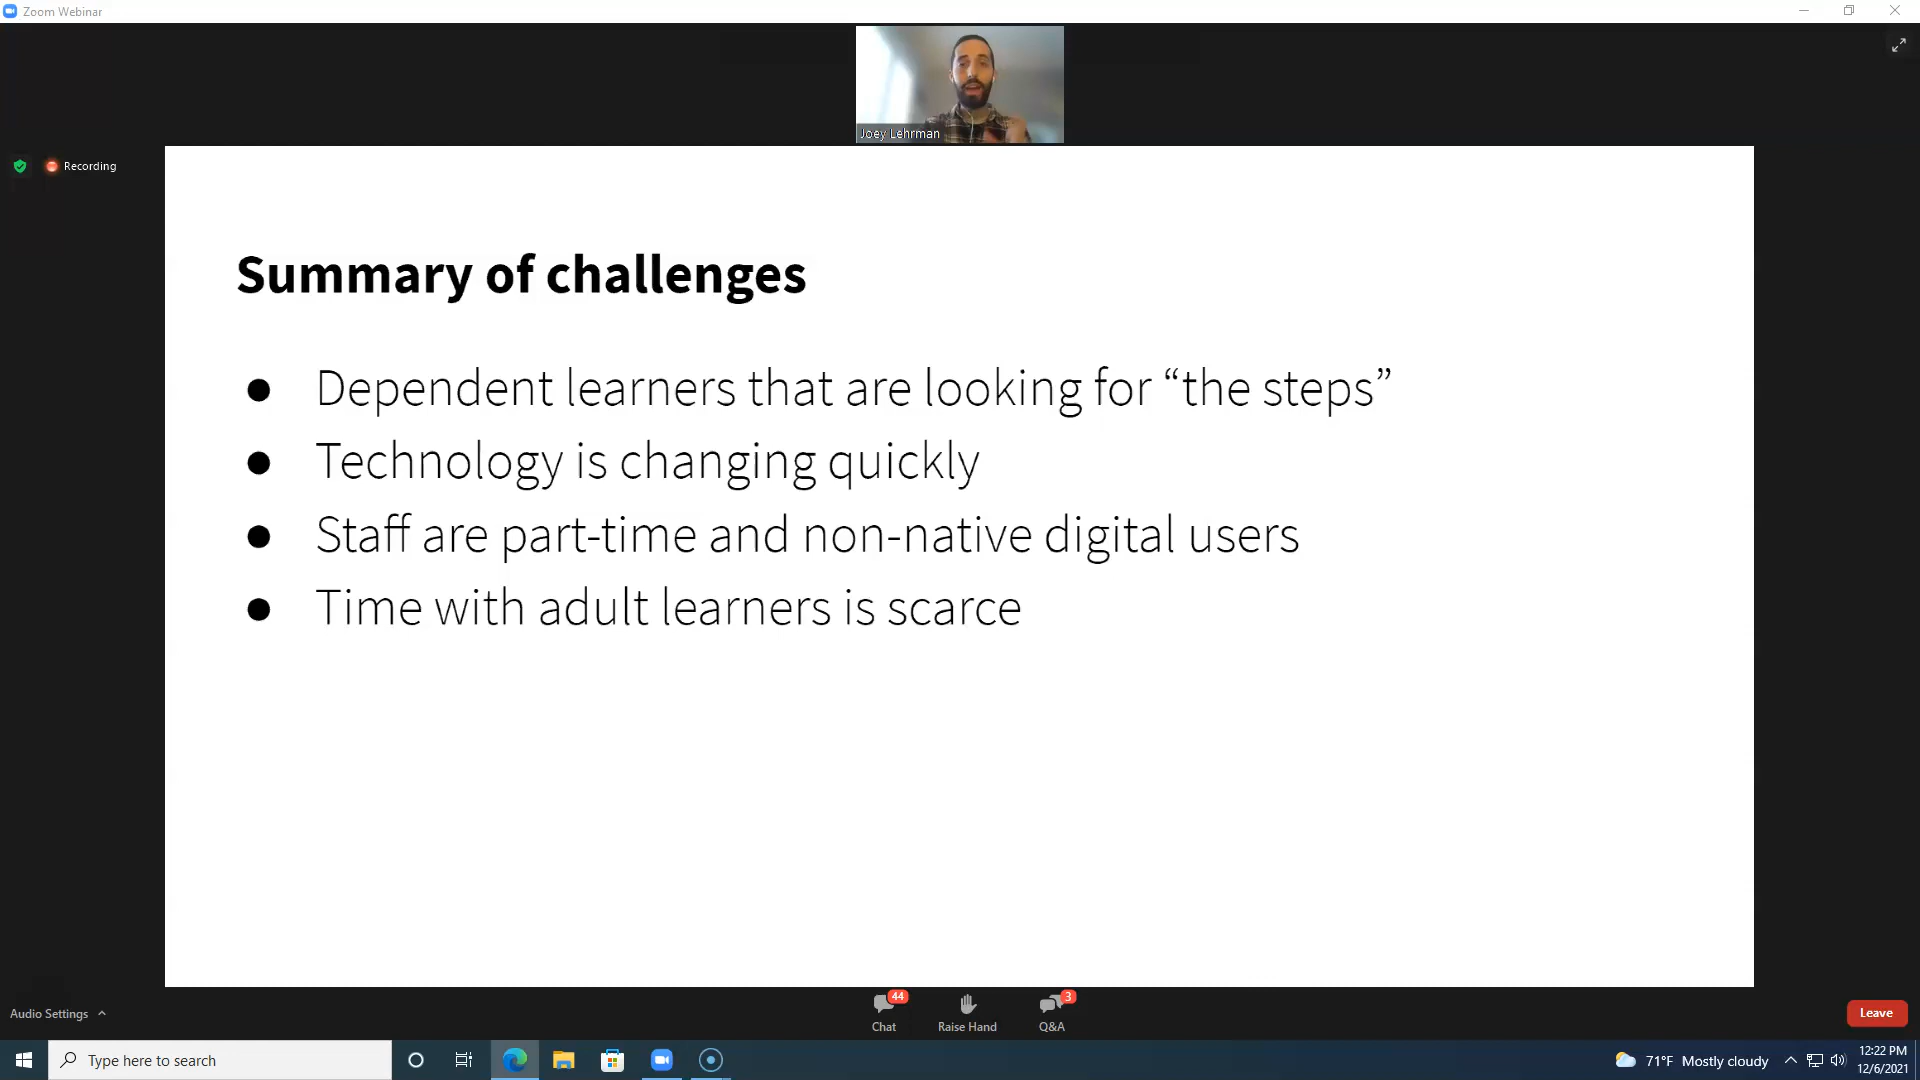 Zoom Webinar
Joey Lehrman
Recording
Summary of challenges
● Dependent learners that are looking for “the steps”
● Technology is changing quickly
● Staff are part-time and non-native digital users
● Time with adult learners is scarce
44
3
Audio Settings
Chat
Raise Hand
Q&A
Leave
Type here to search
71°F Mostly cloudy
12:22 PM
12/6/2021